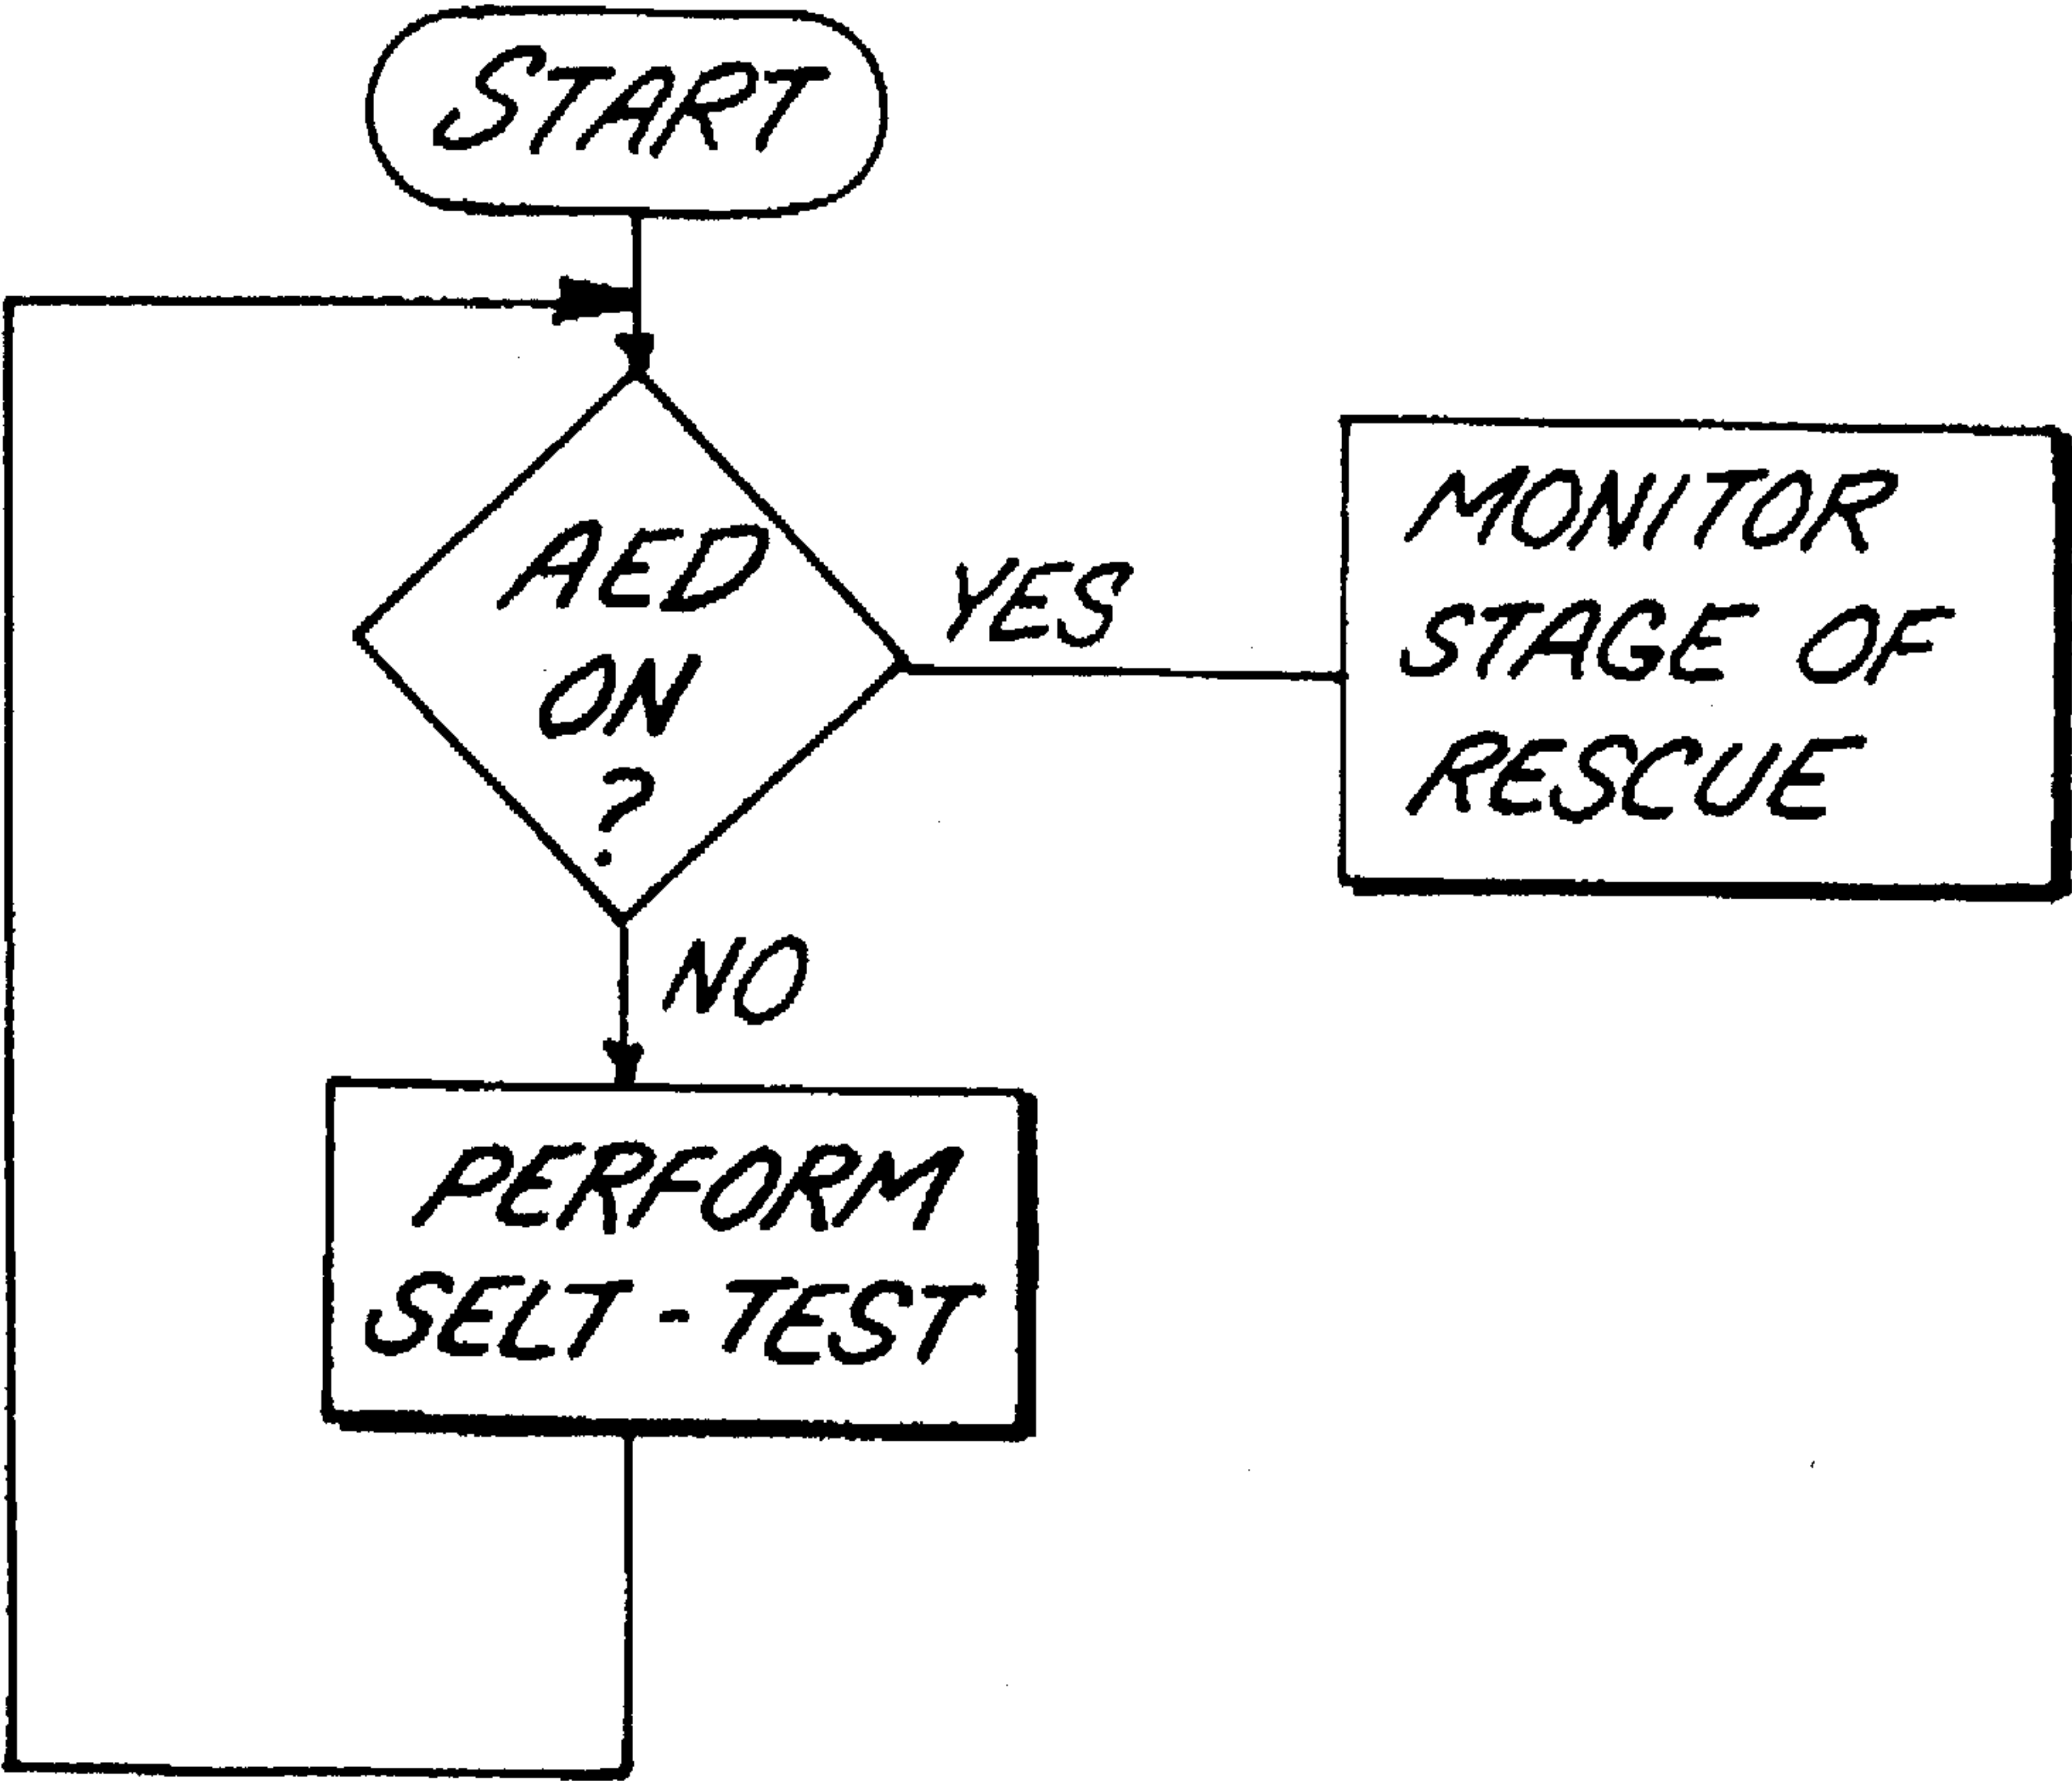 START
AED
ON
?
YES
MONITOR
STAGE OF
RESCUE
NO
PERFORM
SELT-TEST